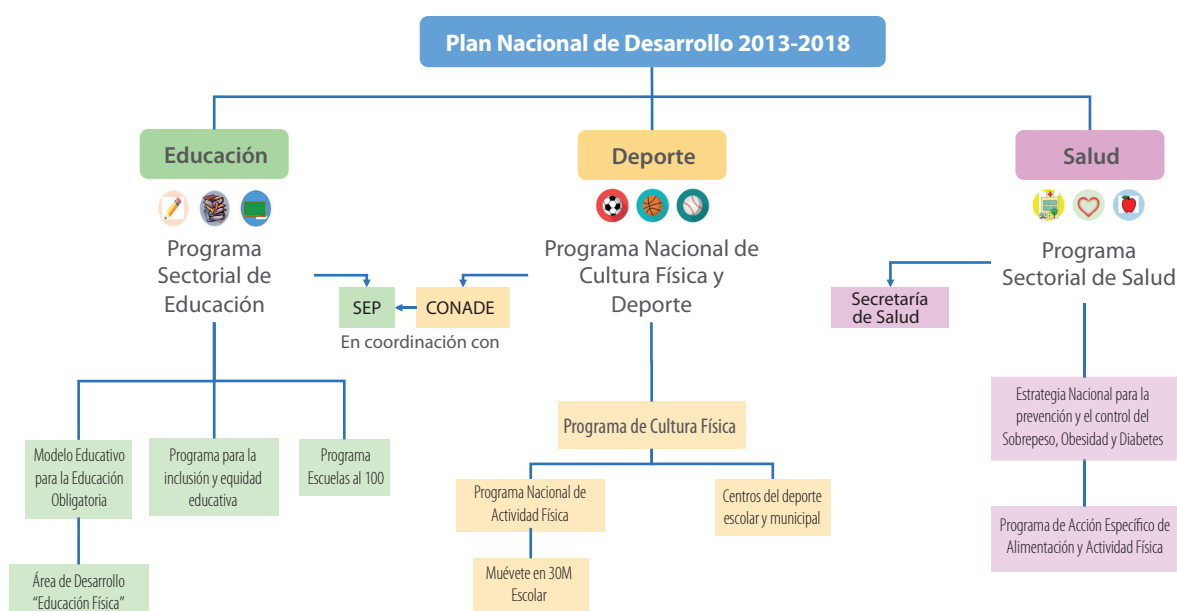 Plan Nacional de Desarrollo 2013-2018
Educación
Deporte
Salud
Programa
Sectorial de
Educación
Programa Nacional de
Cultura Física y
Deporte
Programa
Sectorial de Salud
SEP
CONADE
En coordinación con
Secretaría
de Salud
Modelo Educativo
para la Educación
Obligatoria
Programa para la
inclusión y equidad
educativa
Programa
Escuelas al 100
Área de Desarrollo
“Educación Física”
Programa de Cultura Física
Programa Nacional de
Actividad Física
Centros del deporte
escolar y municipal
Muévete en 30M
Escolar
Estrategia Nacional para la
prevención y el control del
Sobrepeso, Obesidad y Diabetes
Programa de Acción Específico de
Alimentación y Actividad Física